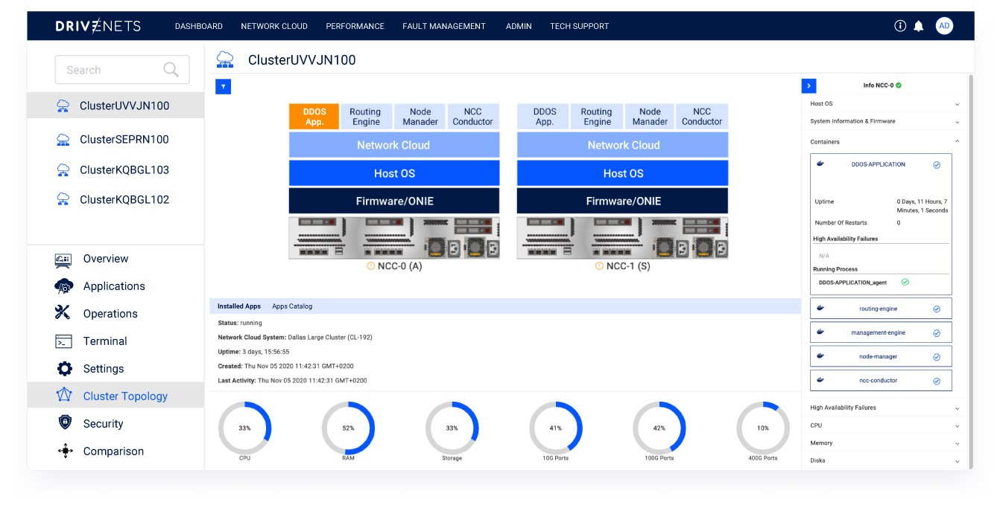 DRIVENETS
DASHBOARD
NETWORK CLOUD
PERFORMANCE
FAULT MANAGEMENT
ADMIN
TECH SUPPORT
AD
Search
ClusterUVVJN100
ClusterSEPRN100
ClusterKQBGL103
ClusterKQBGL102
Overview
Applications
Operations
Terminal
Settings
Cluster Topology
Security
Comparison
ClusterUVVJN100
DDOS
App.
Routing
Engine
Node
Manader
NCC
Conductor
Network Cloud
Host OS
Firmware/ONIE
NCC-0 (A)
DDOS
App.
Routing
Engine
Node
Manader
NCC
Conductor
Network Cloud
Host OS
Firmware/ONIE
NCC-1 (S)
Installed Apps
Apps Catalog
Status: running
Network Cloud System: Dallas Large Cluster (CL-192)
Uptime: 3 days, 15:56:55
Created: Thu Nov 05 2020 11:42:31 GMT+0200
Last Activity: Thu Nov 05 2020 11:42:31 GMT+0200
33%
CPU
52%
RAM
33%
Storage
41%
10G Ports
42%
100G Ports
10%
400G Ports
Info NCC-0
Host OS
System Information & Firmware
Containers
DDOS-APPLICATION
Uptime
0 Days, 11 Hours, 7
Minutes, 1 Seconds
Number Of Restarts
0
High Availability Failures
N/A
Running Process
DDOS-APPLICATION_agent
routing-engine
management-engine
node-manager
ncc-conductor
High Availability Failures
CPU
Memory
Disks